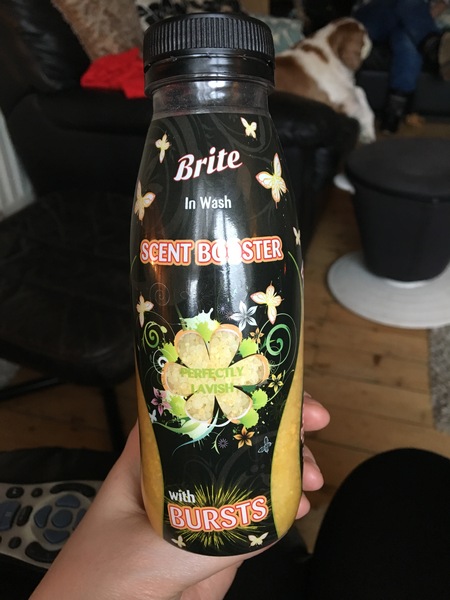 Brite
In Wash
SCENT BOOSTER
PERFECTLY
LAVISH
with
BURSTS